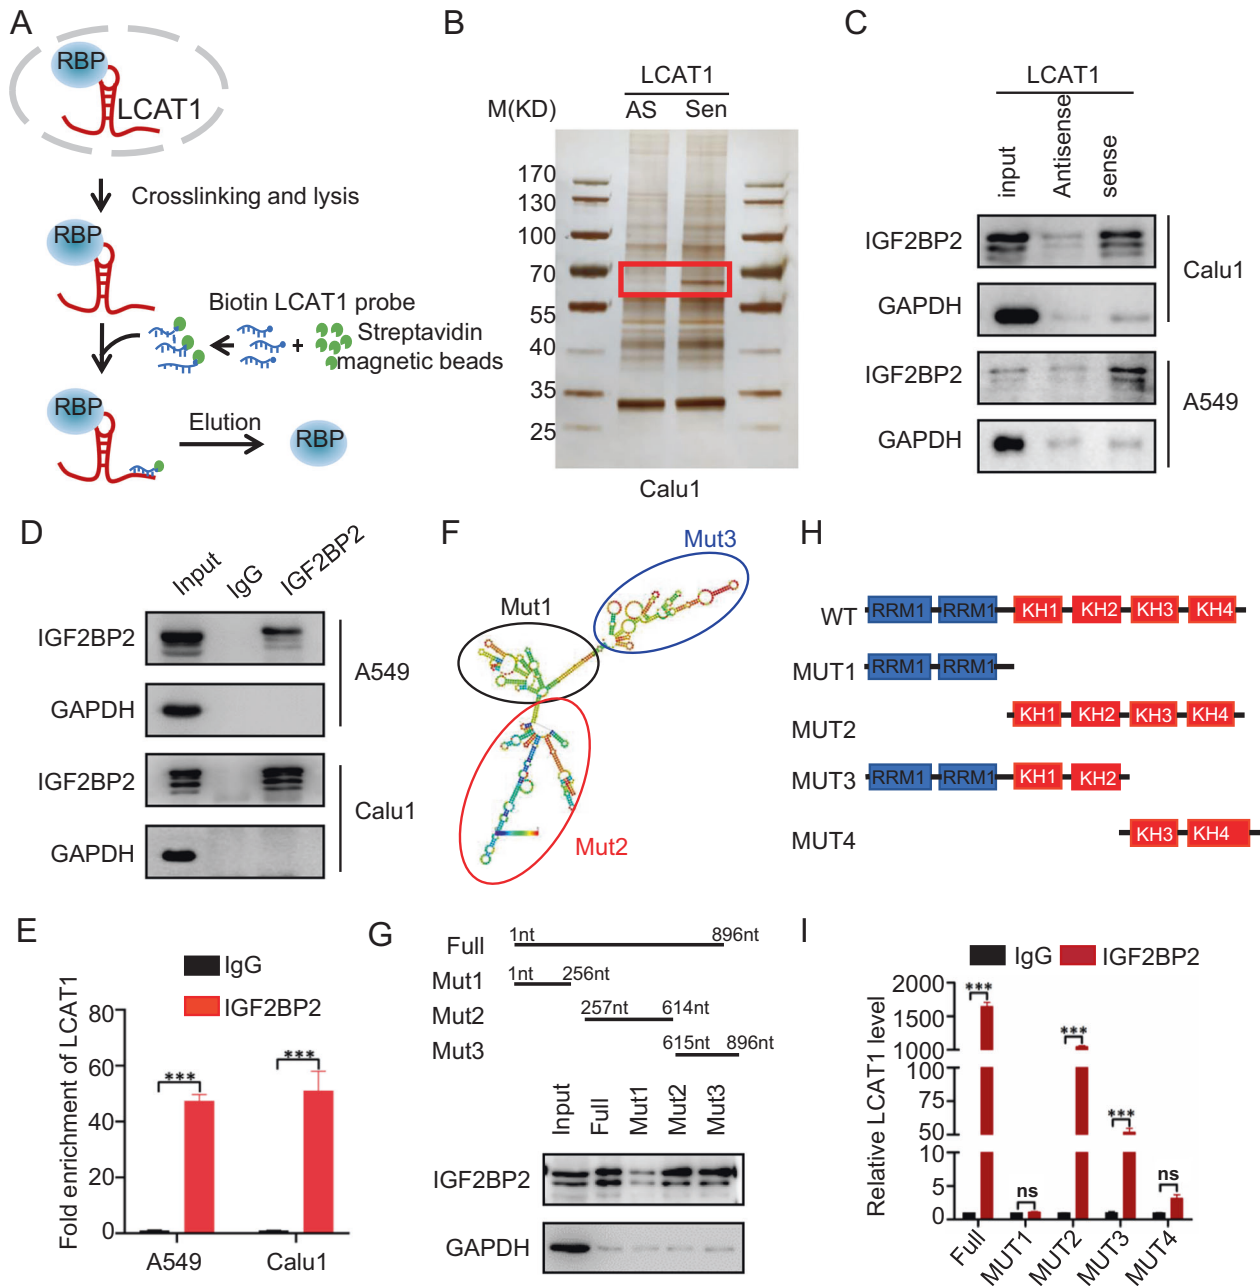 A
RBP
LCAT1
Crosslinking and lysis
RBP
Biotin LCAT1 probe
+ Streptavidin
magnetic beads
RBP
Elution
RBP
B
LCAT1
M(KD) AS Sen
170
130
100
70
55
40
35
25
Calu1
C
LCAT1
input Antisense sense
IGF2BP2
GAPDH
Calu1
IGF2BP2
GAPDH
A549
D
Input IgG IGF2BP2
IGF2BP2
GAPDH
A549
IGF2BP2
GAPDH
Calu1
F
Mut3
Mut1
Mut2
H
WT RRM1 RRM1 KH1 KH2 KH3 KH4
MUT1 RRM1 RRM1
MUT2 KH1 KH2 KH3 KH4
MUT3 RRM1 RRM1 KH1 KH2
MUT4 KH3 KH4
E
IgG
IGF2BP2
Fold enrichment of LCAT1
80
60
40
20
0
*** ***
A549 Calu1
G
Full 1nt 896nt
Mut1 1nt 256nt
Mut2 257nt 614nt
Mut3 615nt 896nt
Input Full Mut1 Mut2 Mut3
IGF2BP2
GAPDH
I
IgG IGF2BP2
Relative LCAT1 level
2000
1500
1000
100
75
50
10
5
0
*** ns *** *** ns
Full MUT1 MUT2 MUT3 MUT4